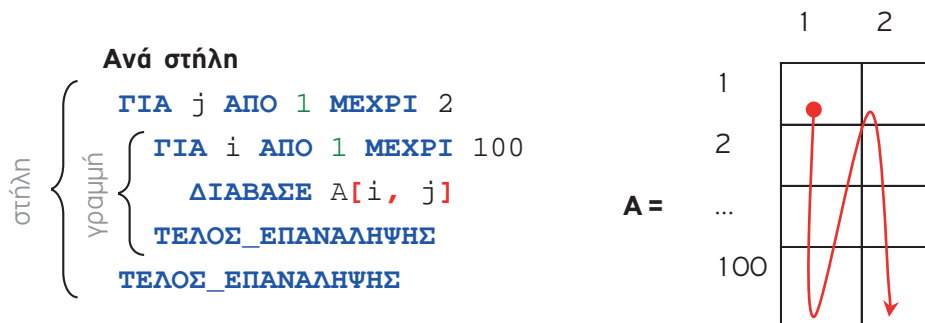 Ανά στήλη
ΓΙΑ j ΑΠΟ 1 ΜΕΧΡΙ 2
ΓΙΑ i ΑΠΟ 1 ΜΕΧΡΙ 100
ΔΙΑΒΑΣΕ A[i, j]
ΤΕΛΟΣ_ΕΠΑΝΑΛΗΨΗΣ
ΤΕΛΟΣ_ΕΠΑΝΑΛΗΨΗΣ
στήλη
γραμμή
1 2
1
2
A = ...
100